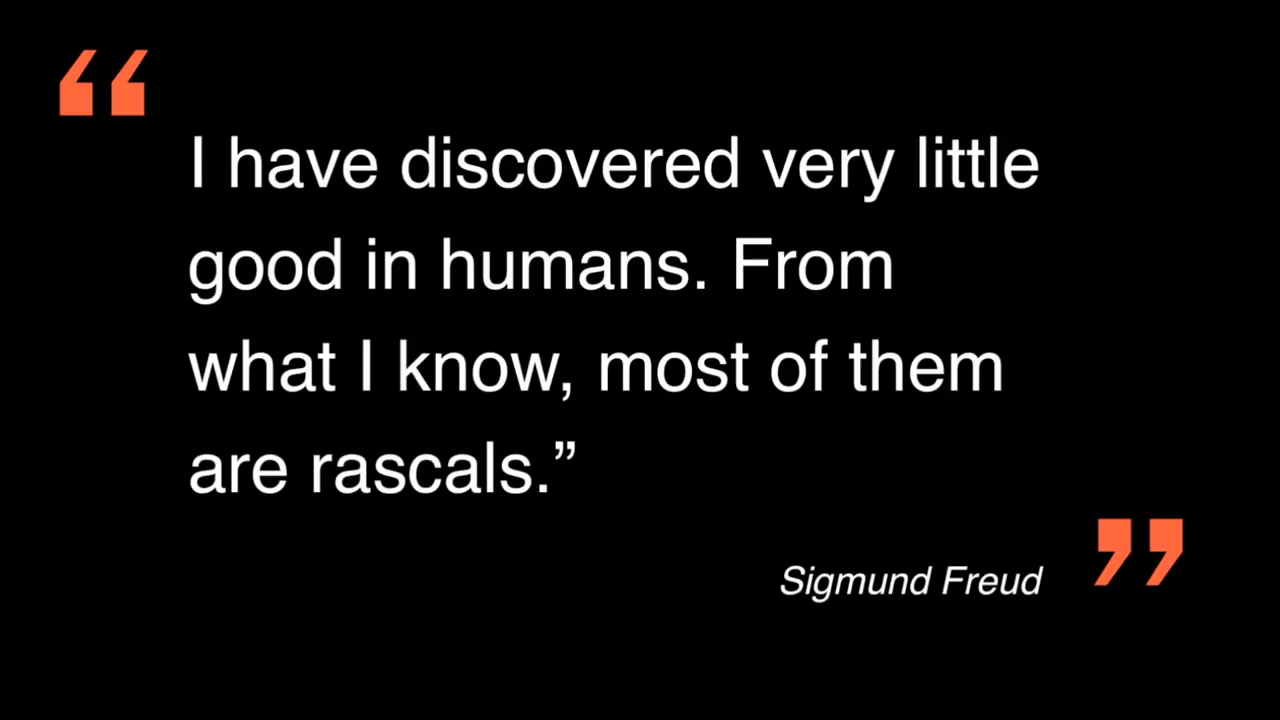 “
I have discovered very little
good in humans. From
what I know, most of them
are rascals.”
Sigmund Freud
”